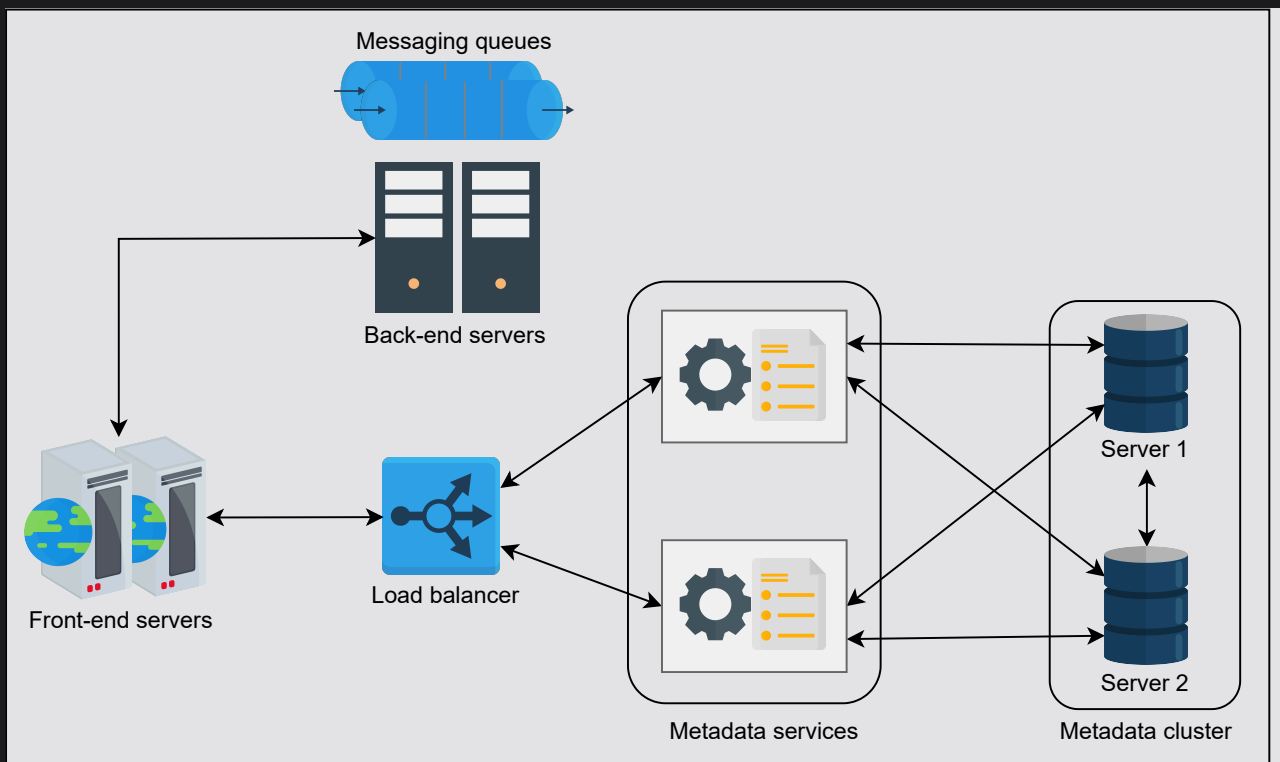 Messaging queues
Back-end servers
Server 1
Load balancer
Front-end servers
Server 2
Metadata services
Metadata cluster